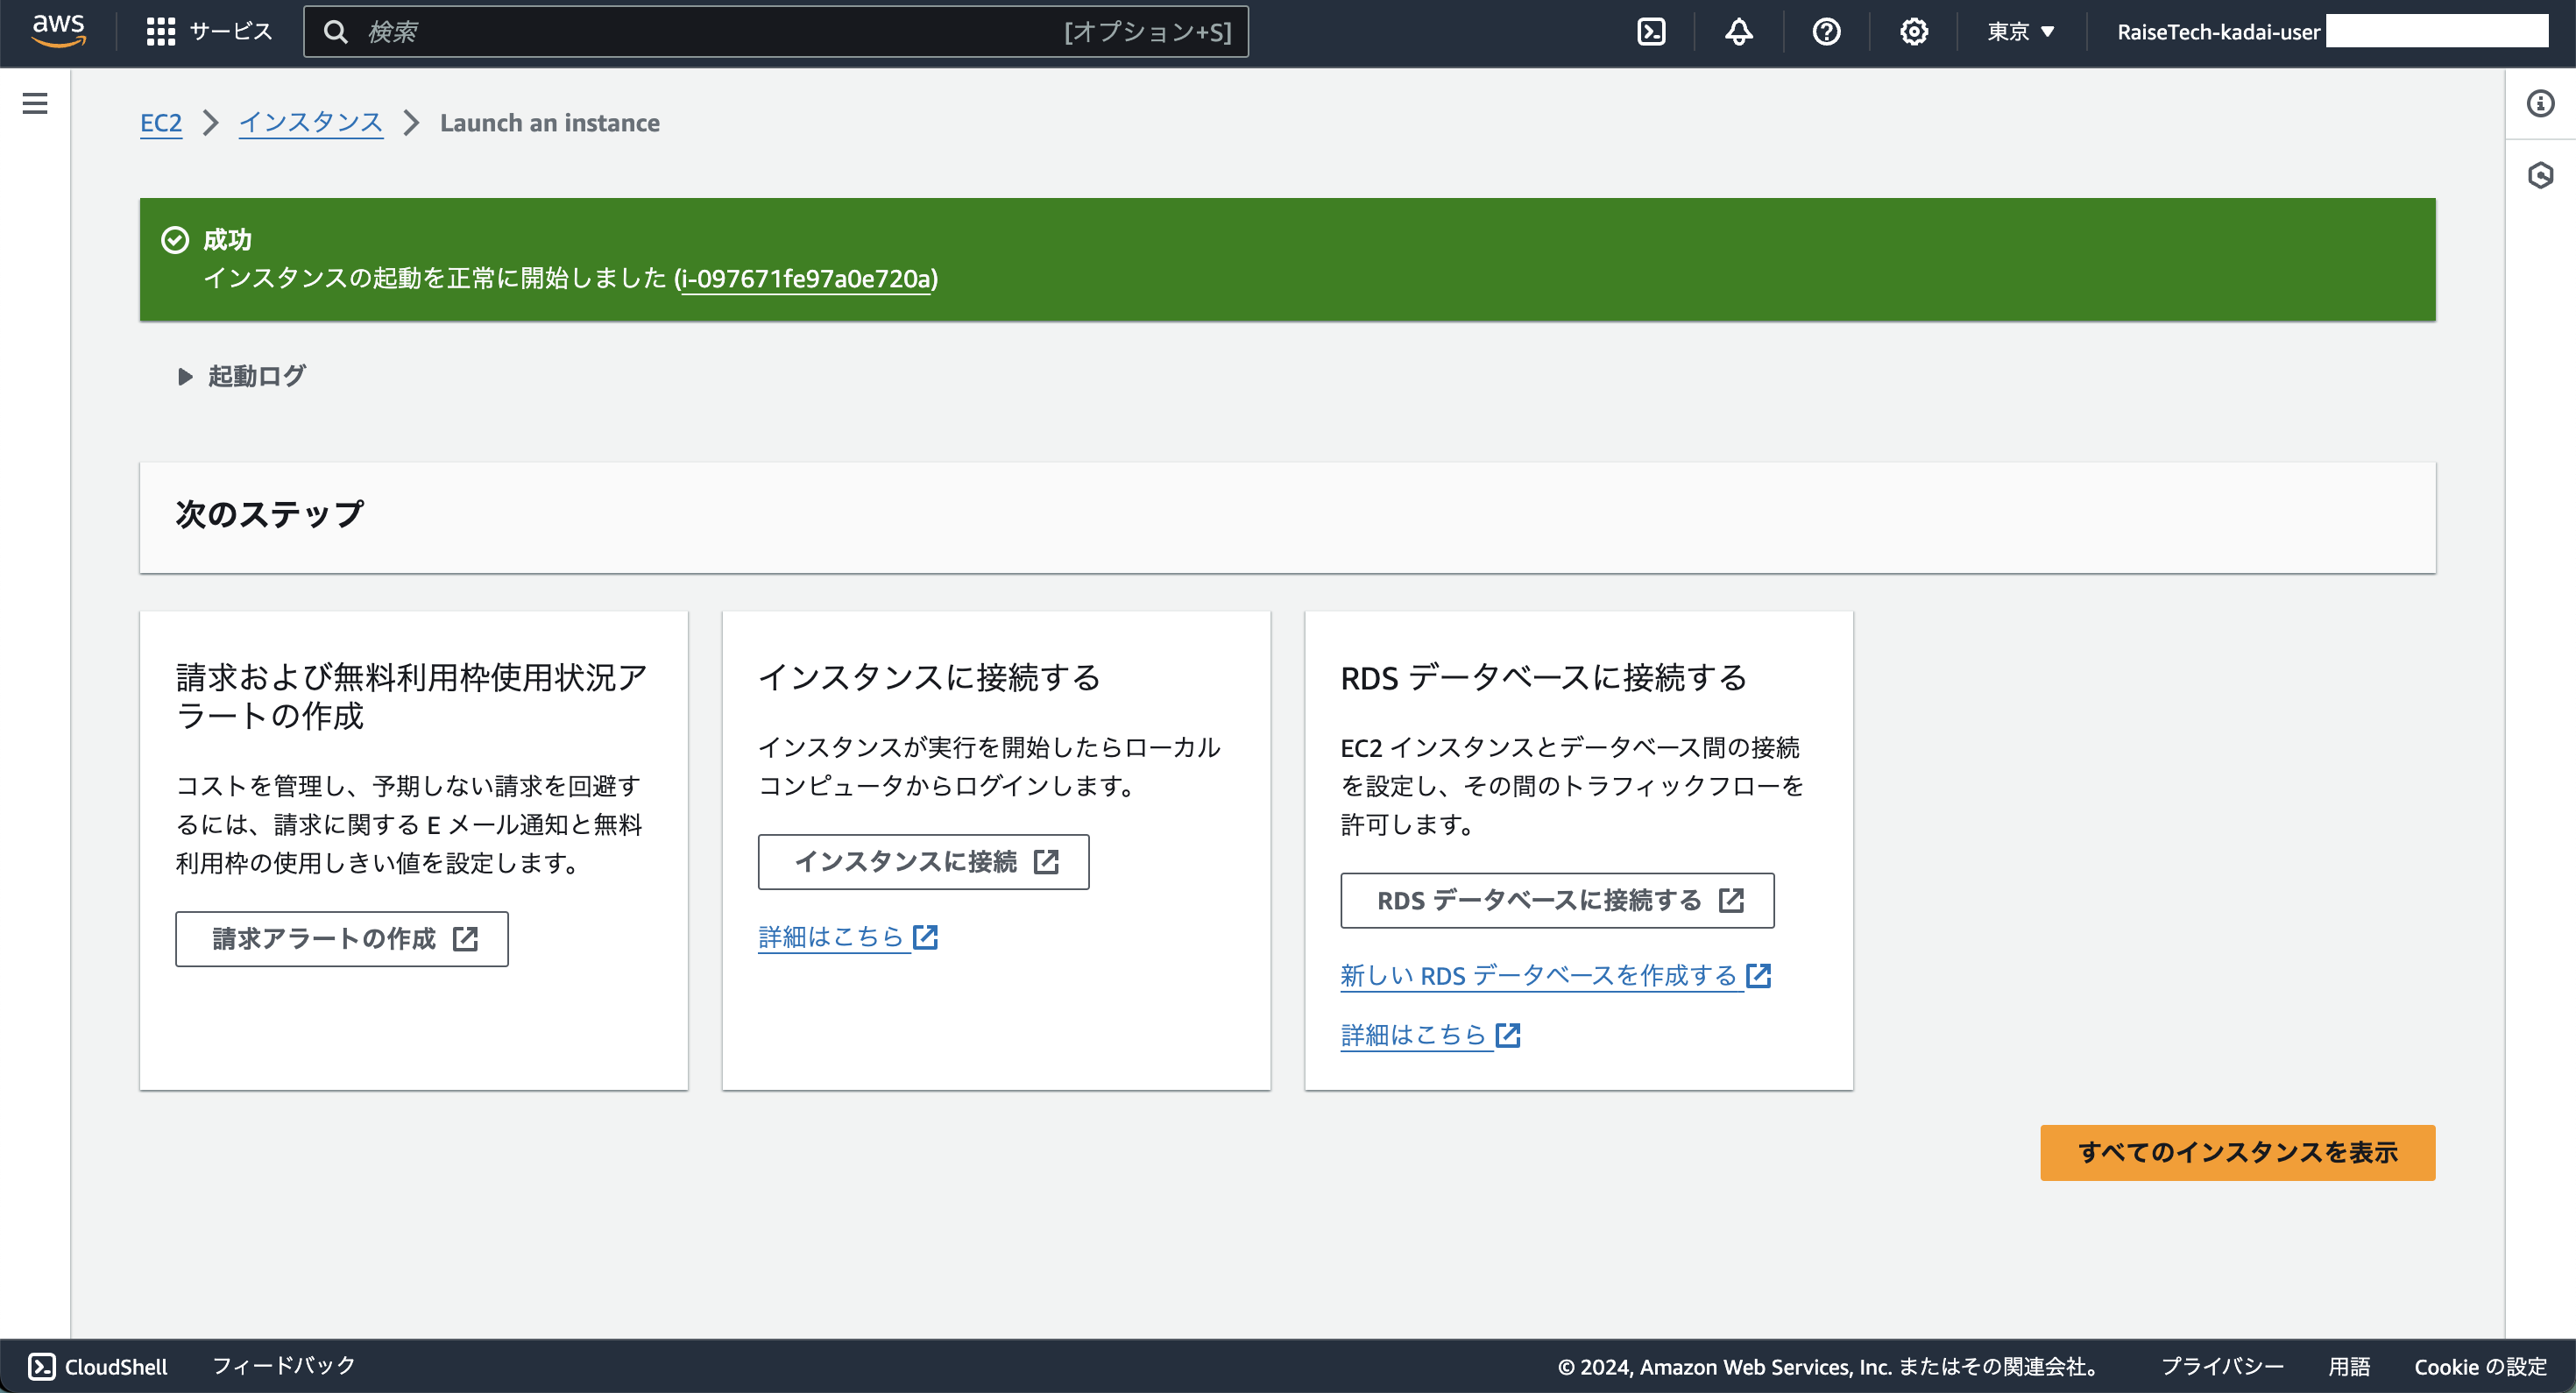 aws
サービス
検索
[オプション+S]
東京
RaiseTech-kadai-user
EC2
インスタンス
Launch an instance
成功
インスタンスの起動を正常に開始しました (i-097671fe97a0e720a)
起動ログ
次のステップ
請求および無料利用枠使用状況ア
ラートの作成
コストを管理し、予期しない請求を回避す
るには、請求に関する E メール通知と無料
利用枠の使用しきい値を設定します。
請求アラートの作成
インスタンスに接続する
インスタンスが実行を開始したらローカル
コンピュータからログインします。
インスタンスに接続
詳細はこちら
RDS データベースに接続する
EC2 インスタンスとデータベース間の接続
を設定し、その間のトラフィックフローを
許可します。
RDS データベースに接続する
新しい RDS データベースを作成する
詳細はこちら
すべてのインスタンスを表示
CloudShell
フィードバック
© 2024, Amazon Web Services, Inc. またはその関連会社。
プライバシー
用語
Cookie の設定